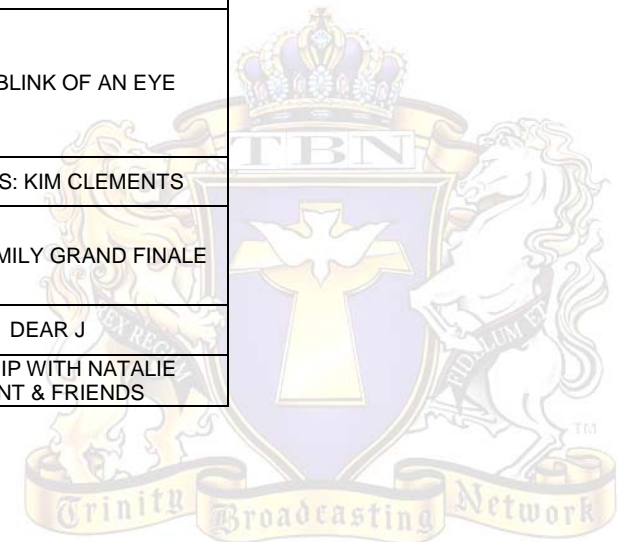 BLINK OF AN EYE
TBN
S: KIM CLEMENTS
MILY GRAND FINALE
DEAR J
IP WITH NATALIE
NT & FRIENDS
Trinity Broadcasting Network
TM